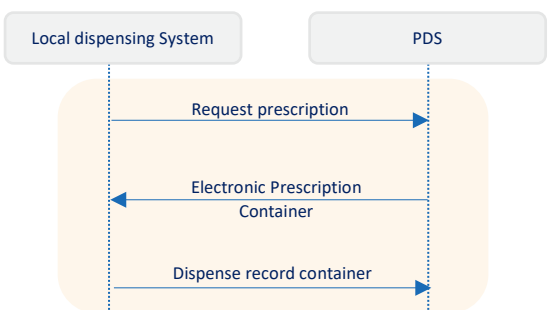 Local dispensing System
PDS
Request prescription
Electronic Prescription
Container
Dispense record container